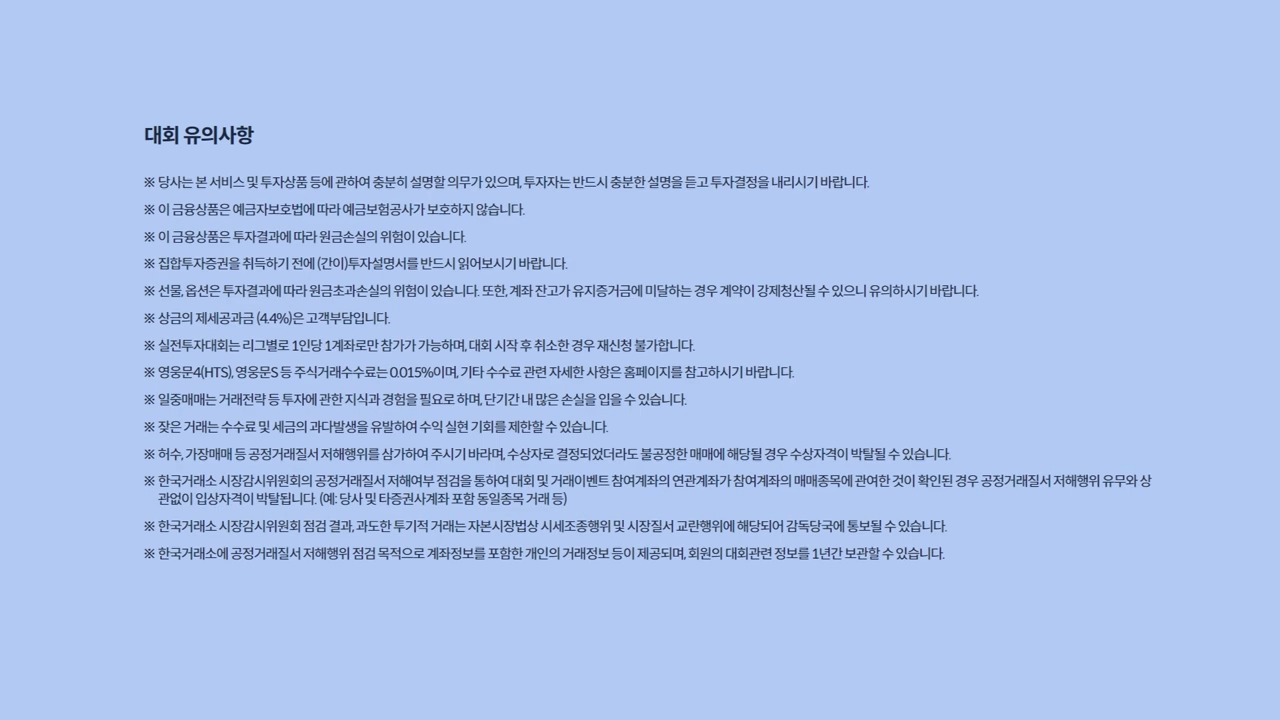 대회 유의사항
※ 당사는 본 서비스 및 투자상품 등에 관하여 충분히 설명할 의무가 있으며, 투자자는 반드시 충분한 설명을 듣고 투자결정을 내리시기 바랍니다.
※ 이 금융상품은 예금자보호법에 따라 예금보험공사가 보호하지 않습니다.
※ 이 금융상품은 투자결과에 따라 원금손실의 위험이 있습니다.
※ 집합투자증권을 취득하기 전에 (간이)투자설명서를 반드시 읽어보시기 바랍니다.
※ 선물, 옵션은 투자결과에 따라 원금초과손실의 위험이 있습니다. 또한, 계좌 잔고가 유지증거금에 미달하는 경우 계약이 강제청산될 수 있으니 유의하시기 바랍니다.
※ 상금의 제세공과금 (4.4%)은 고객부담입니다.
※ 실전투자대회는 리그별로 1인당 1계좌로만 참가가 가능하며, 대회 시작 후 취소한 경우 재신청 불가합니다.
※ 영웅문4(HTS), 영웅문S 등 주식거래수수료는 0.015%이며, 기타 수수료 관련 자세한 사항은 홈페이지를 참고하시기 바랍니다.
※ 일중매매는 거래전략 등 투자에 관한 지식과 경험을 필요로 하며, 단기간 내 많은 손실을 입을 수 있습니다.
※ 잦은 거래는 수수료 및 세금의 과다발생을 유발하여 수익 실현 기회를 제한할 수 있습니다.
※ 허수, 가장매매 등 공정거래질서 저해행위를 삼가하여 주시기 바라며, 수상자로 결정되었더라도 불공정한 매매에 해당될 경우 수상자격이 박탈될 수 있습니다.
※ 한국거래소 시장감시위원회의 공정거래질서 저해여부 점검을 통하여 대회 및 거래이벤트 참여계좌의 연관계좌가 참여계좌의 매매종목에 관여한 것이 확인된 경우 공정거래질서 저해행위 유무와 상
관없이 입상자격이 박탈됩니다. (예: 당사 및 타증권사계좌 포함 동일종목 거래 등)
※ 한국거래소 시장감시위원회 점검 결과, 과도한 투기적 거래는 자본시장법상 시세조종행위 및 시장질서 교란행위에 해당되어 감독당국에 통보될 수 있습니다.
※ 한국거래소에 공정거래질서 저해행위 점검 목적으로 계좌정보를 포함한 개인의 거래정보 등이 제공되며, 회원의 대회관련 정보를 1년간 보관할 수 있습니다.